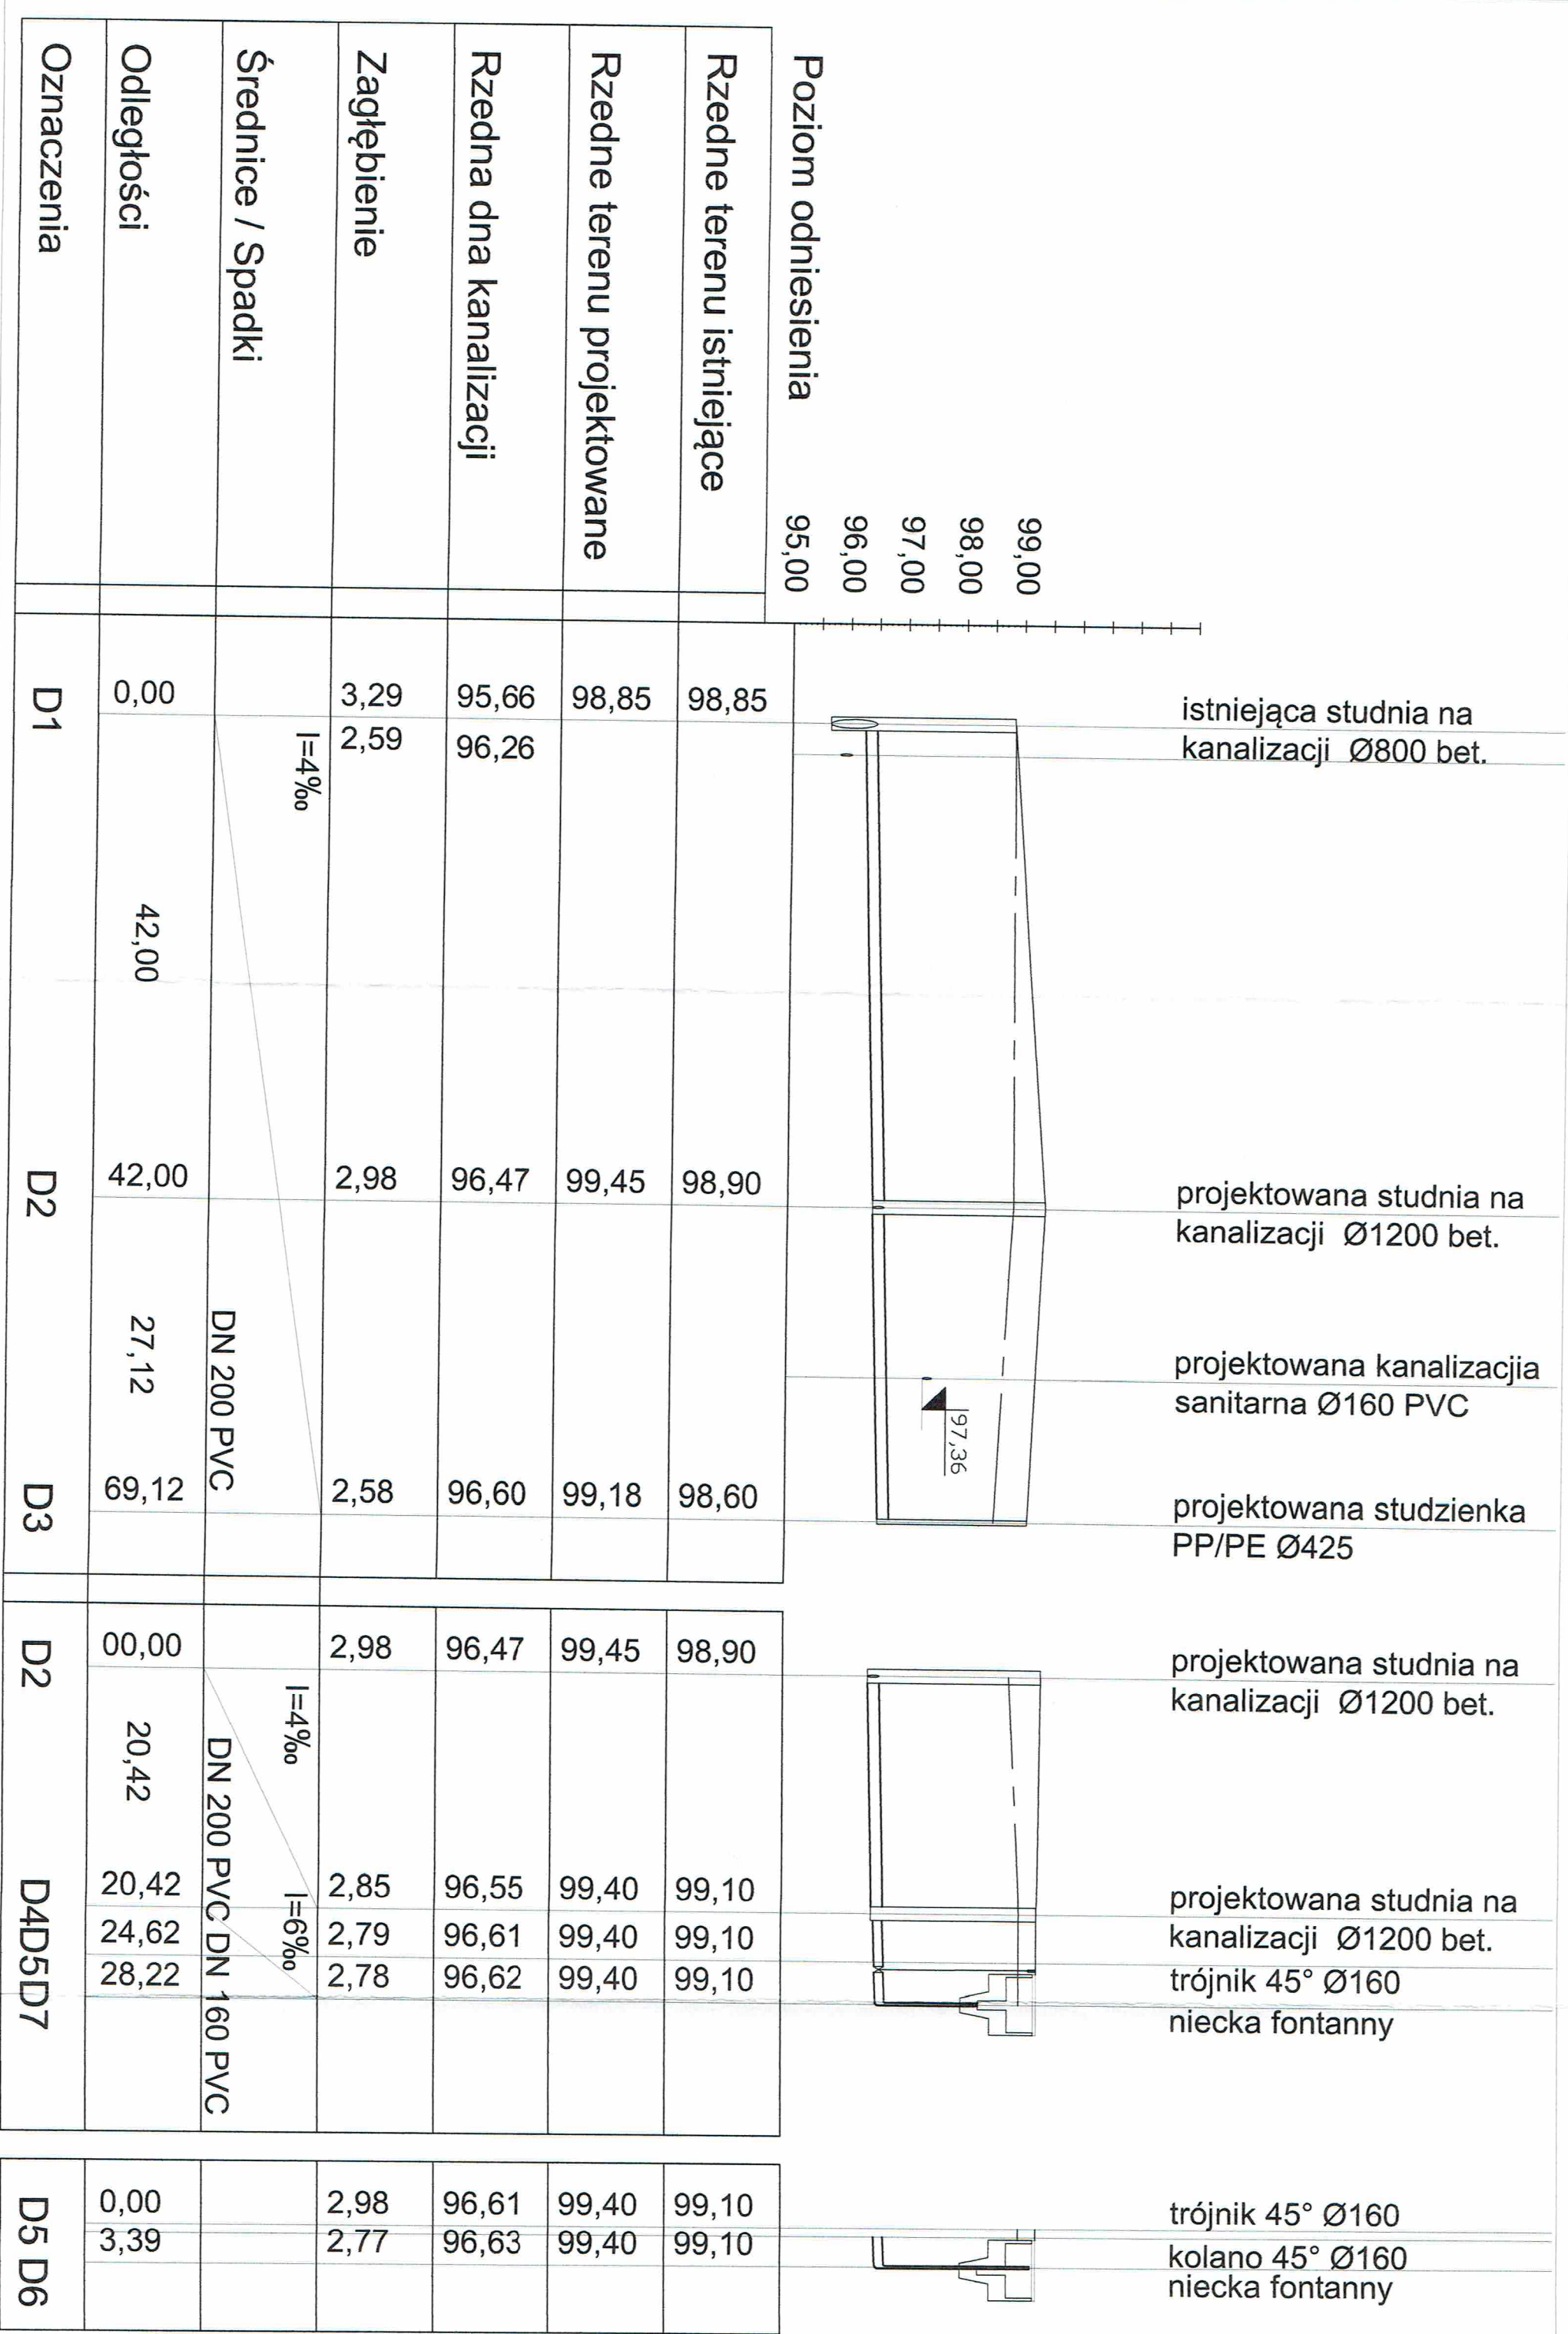 istniejąca studnia na
kanalizacji Ø800 bet.
projektowana studnia na
kanalizacji Ø1200 bet.
projektowana kanalizacjia
sanitarna Ø160 PVC
projektowana studzienka
PP/PE Ø425
projektowana studnia na
kanalizacji Ø1200 bet.
projektowana studnia na
kanalizacji Ø1200 bet.
trójnik 45° Ø160
niecka fontanny
trójnik 45° Ø160
kolano 45° Ø160
niecka fontanny
99,00
98,00
97,00
96,00
95,00
97,36
Poziom odniesienia
Rzedne terenu istniejące
98,85
98,90
98,60
98,90
99,10
99,10
99,10
99,10
99,10
Rzedne terenu projektowane
98,85
99,45
99,18
99,45
99,40
99,40
99,40
99,40
99,40
Rzedna dna kanalizacji
95,66
96,26
96,47
96,60
96,47
96,55
96,61
96,62
96,61
96,63
Zagłębienie
3,29
2,59
2,98
2,58
2,98
2,85
2,79
2,78
2,98
2,77
Średnice / Spadki
I=4‰
DN 200 PVC
I=4‰
DN 200 PVC
I=6‰
DN 160 PVC
Odległości
0,00
42,00
42,00
27,12
69,12
00,00
20,42
20,42
24,62
28,22
0,00
3,39
Oznaczenia
D1
D2
D3
D2
D4D5D7
D5 D6